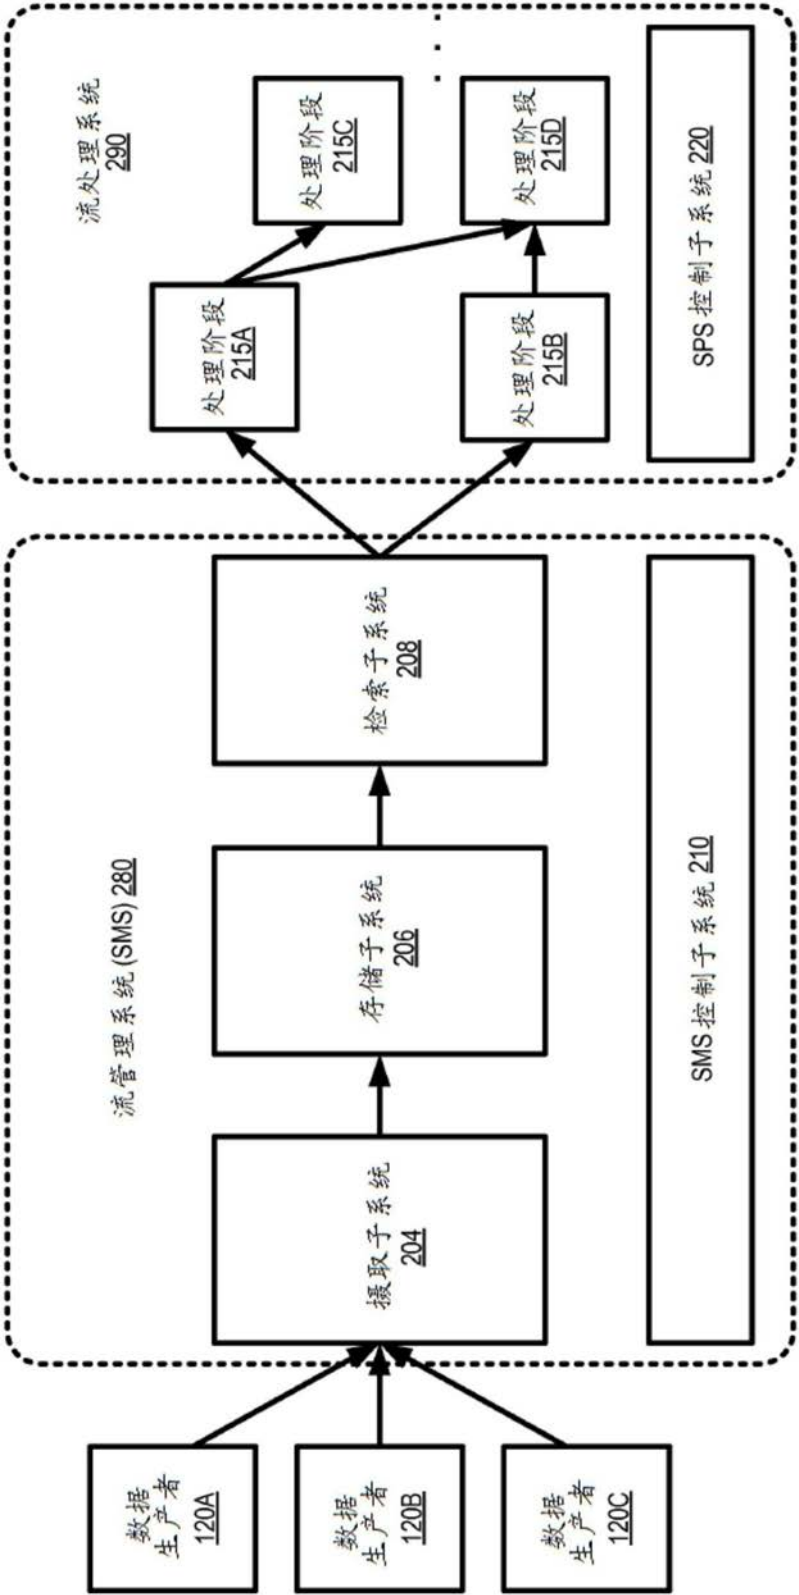 数据
生产者
120A
数据
生产者
120B
数据
生产者
120C
流管理系统(SMS) 280
摄取子系统
204
存储子系统
206
检索子系统
208
SMS 控制子系统 210
流处理系统
290
处理阶段
215A
处理阶段
215B
处理阶段
215C
处理阶段
215D
...
SPS 控制子系统 220